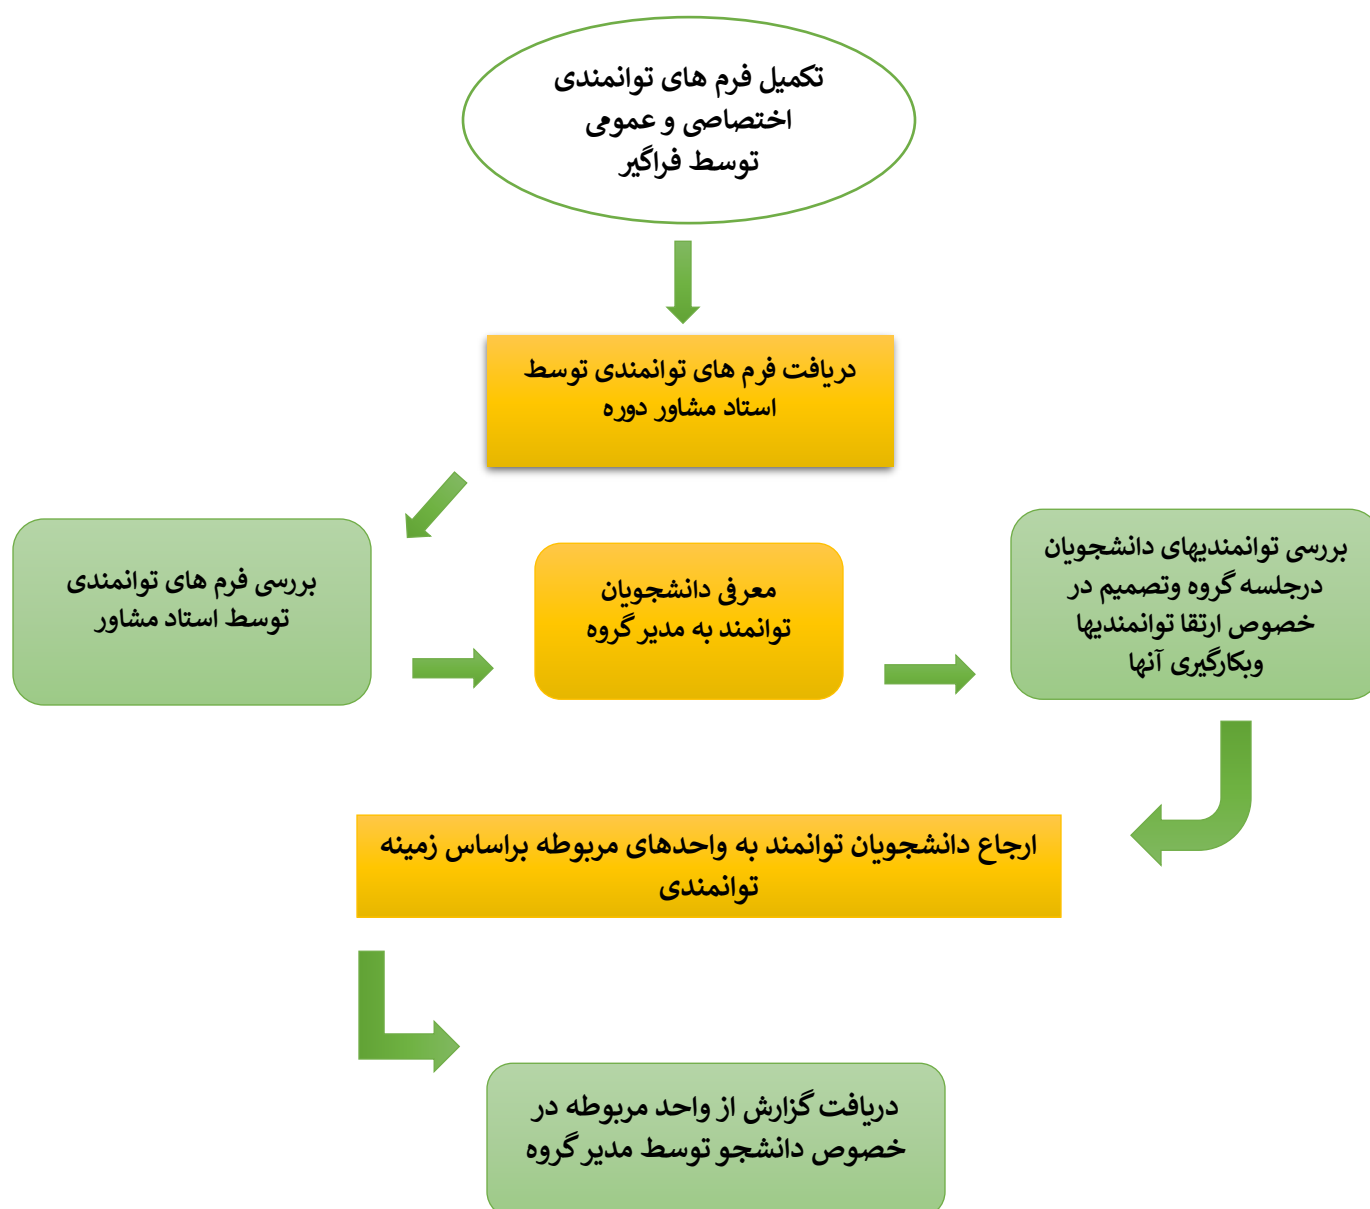 تکمیل فرم های توانمندی
اختصاصی و عمومی
توسط فراگیر
دریافت فرم های توانمندی توسط
استاد مشاور دوره
بررسی فرم های توانمندی
توسط استاد مشاور
معرفی دانشجویان
توانمند به مدیر گروه
بررسی توانمندیهای دانشجویان
درجلسه گروه وتصمیم در
خصوص ارتقا توانمندیها
وبکارگیری آنها
ارجاع دانشجویان توانمند به واحدهای مربوطه براساس زمینه
توانمندی
دریافت گزارش از واحد مربوطه در
خصوص دانشجو توسط مدیر گروه